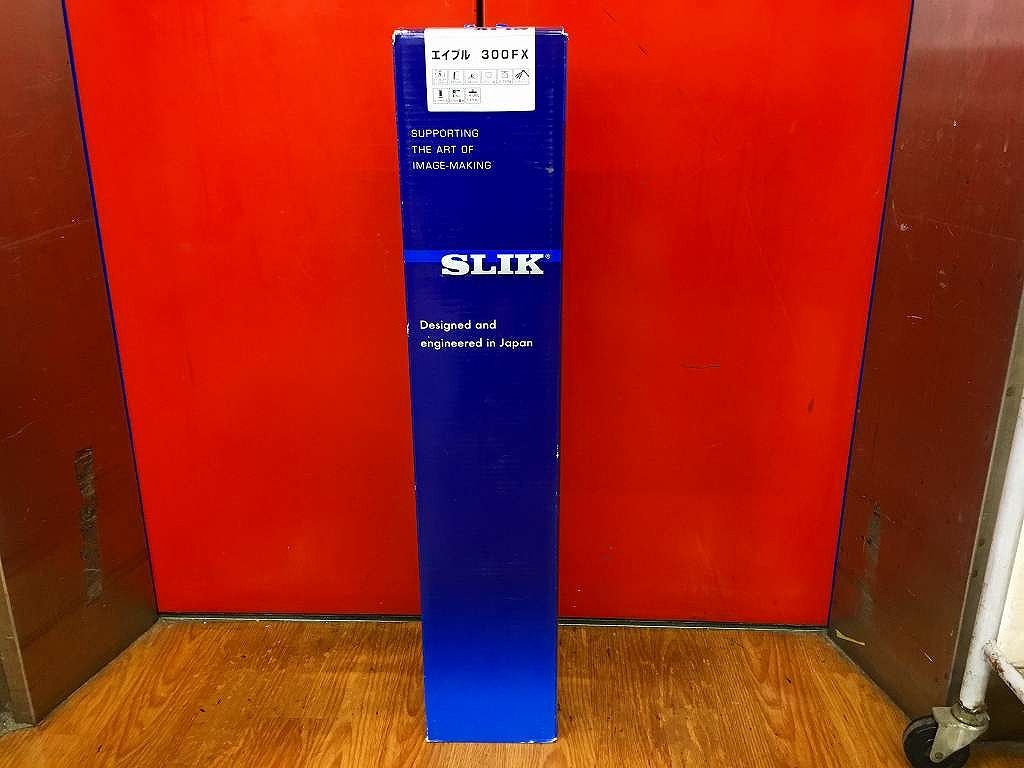 エイブル 300FX
SUPPORTING
THE ART OF
IMAGE-MAKING
SLIK®
Designed and
engineered in Japan